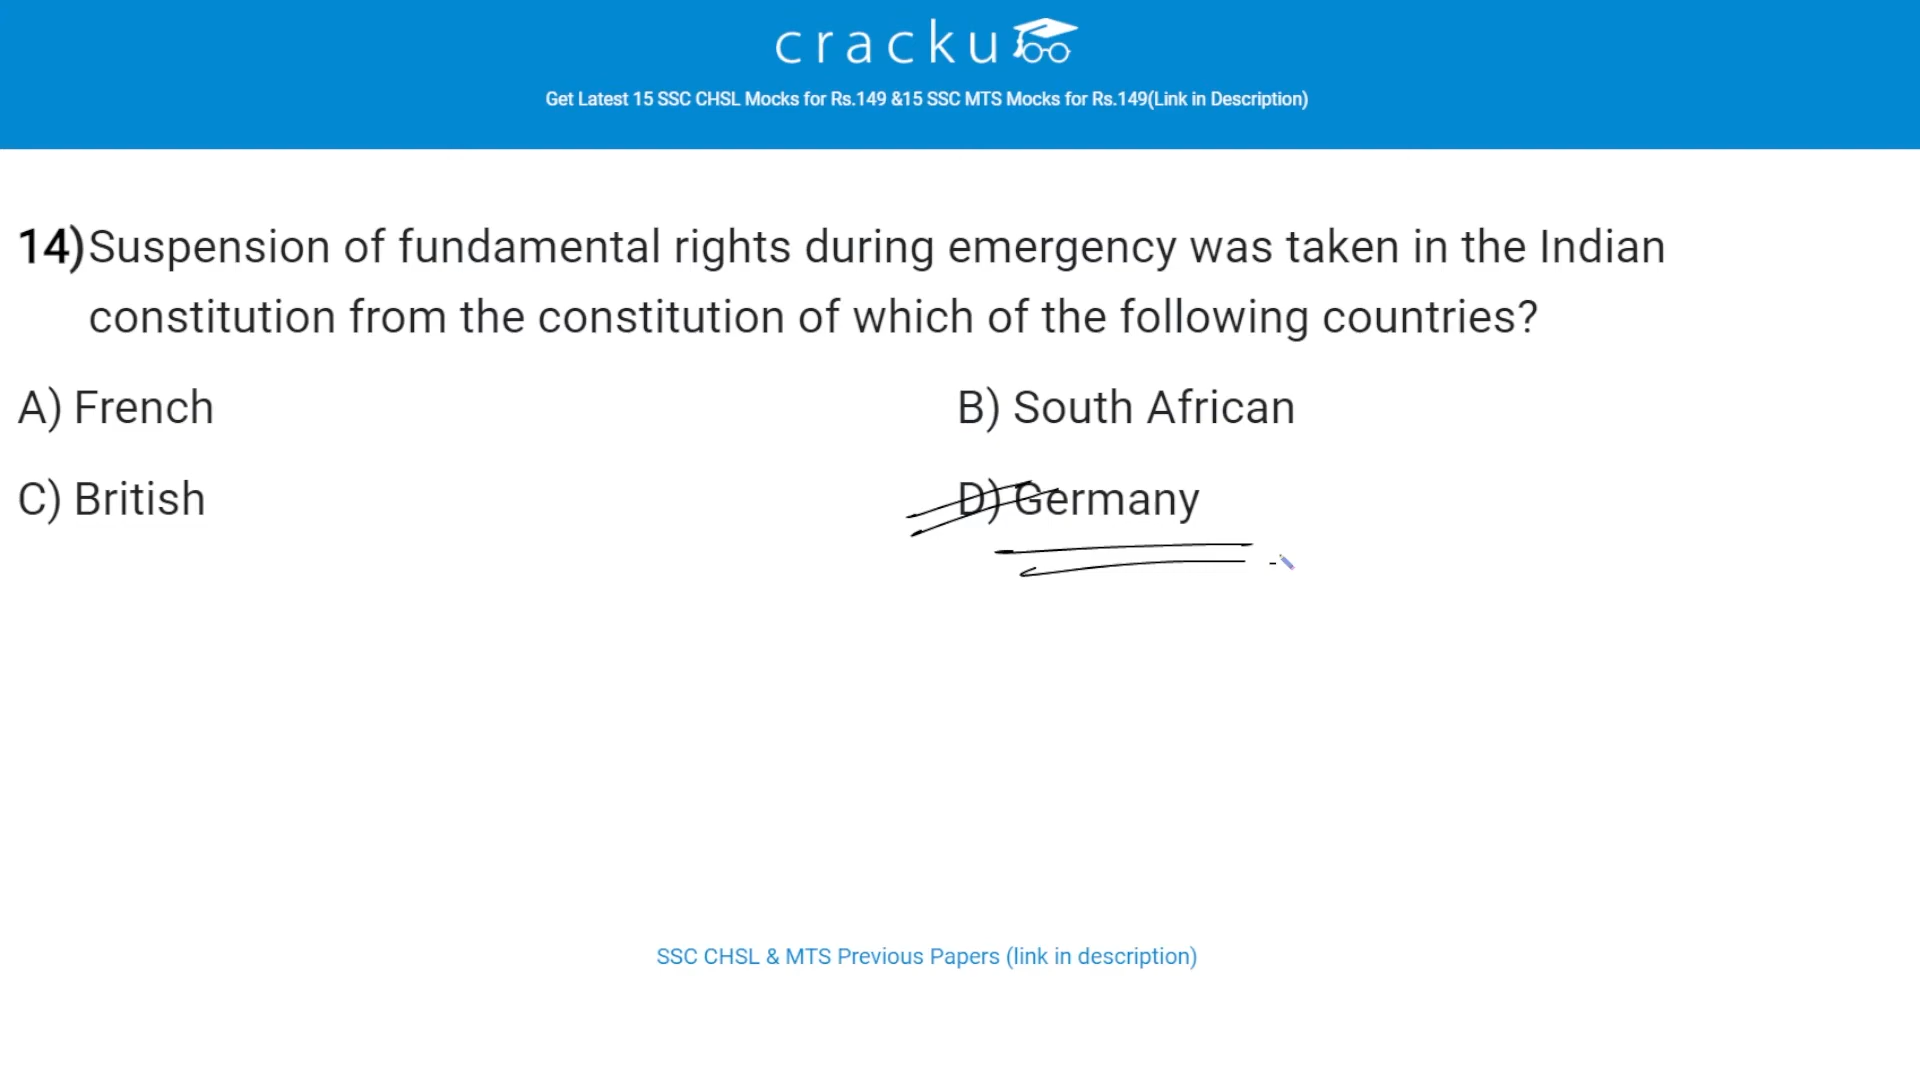 cracku
Get Latest 15 SSC CHSL Mocks for Rs.149 &15 SSC MTS Mocks for Rs.149(Link in Description)
14)Suspension of fundamental rights during emergency was taken in the Indian
constitution from the constitution of which of the following countries?
A) French
B) South African
C) British
D) Germany
SSC CHSL & MTS Previous Papers (link in description)